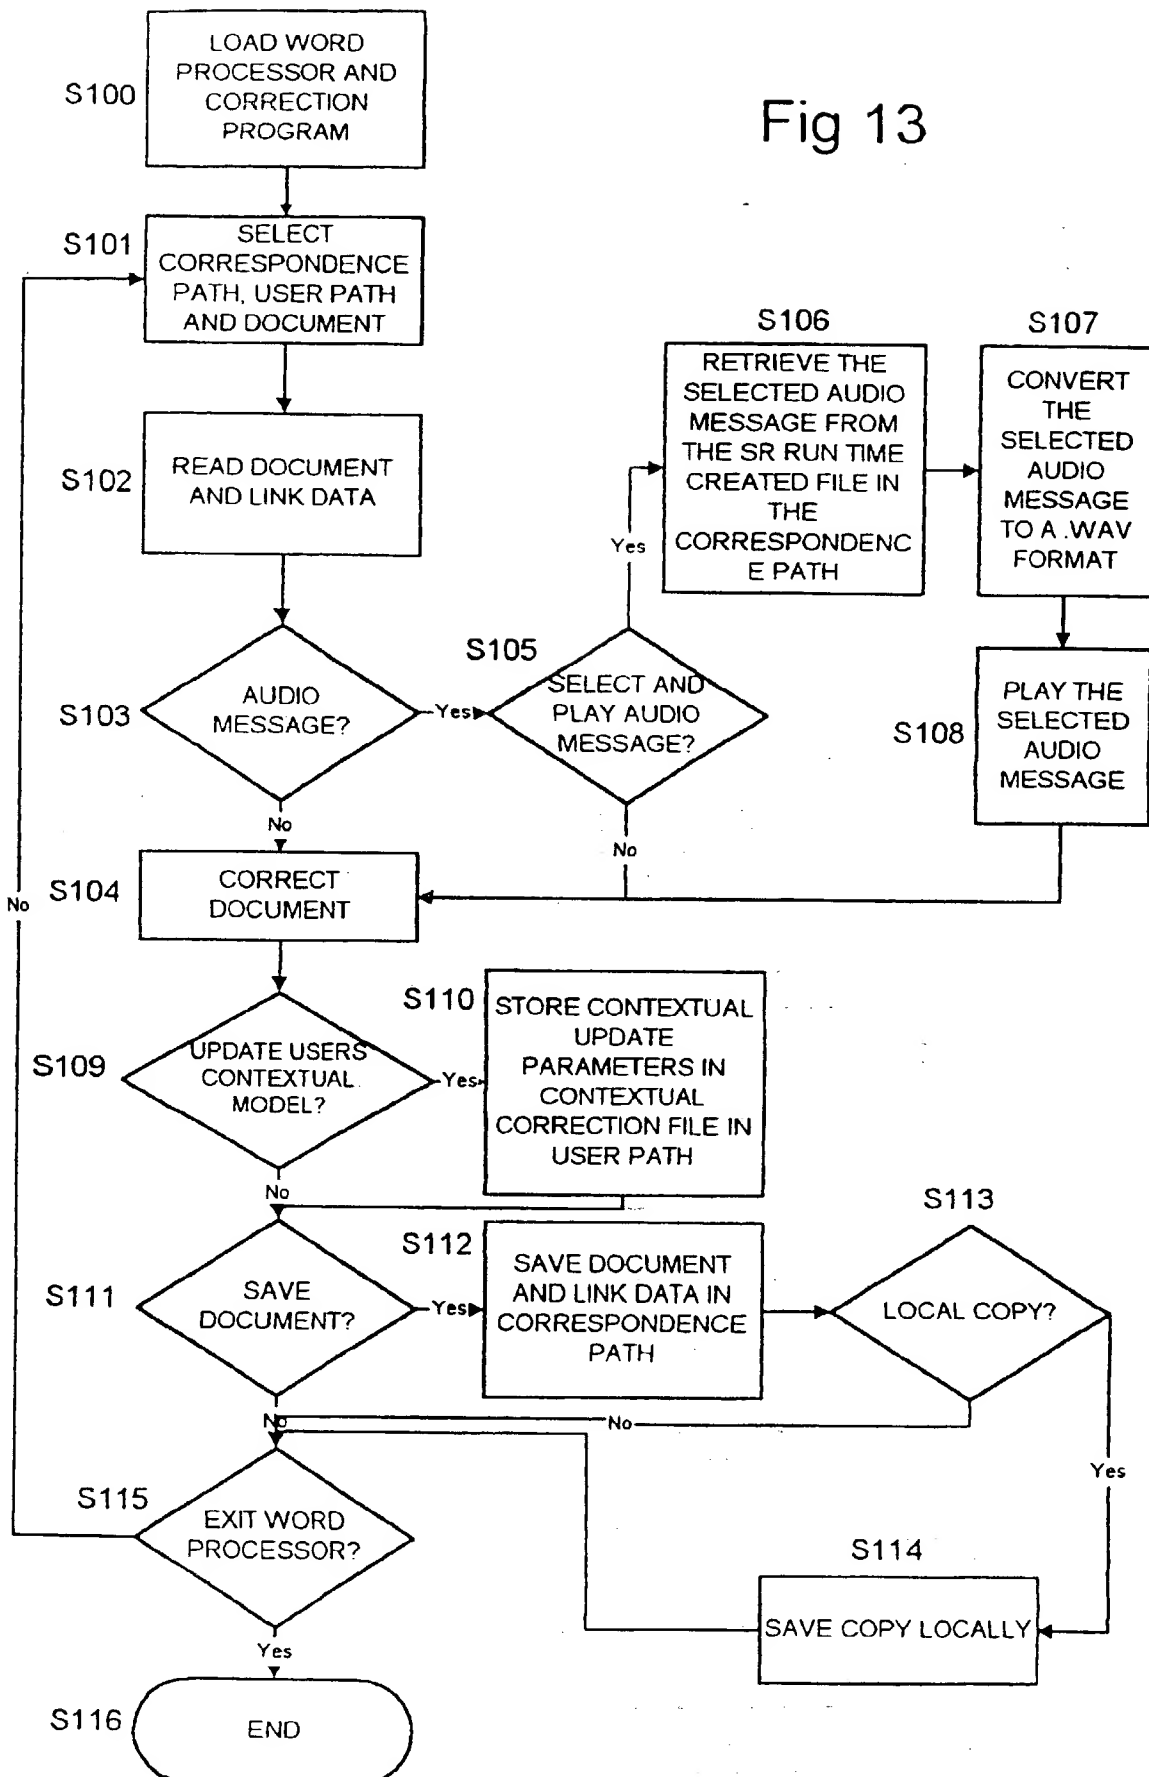 Fig 13
S100
LOAD WORD
PROCESSOR AND
CORRECTION
PROGRAM
S101
SELECT
CORRESPONDENCE
PATH, USER PATH
AND DOCUMENT
S102
READ DOCUMENT
AND LINK DATA
S103
AUDIO
MESSAGE?
Yes
No
S105
SELECT AND
PLAY AUDIO
MESSAGE?
Yes
No
S106
RETRIEVE THE
SELECTED AUDIO
MESSAGE FROM
THE SR RUN TIME
CREATED FILE IN
THE
CORRESPONDENC
E PATH
S107
CONVERT
THE
SELECTED
AUDIO
MESSAGE
TO A .WAV
FORMAT
S108
PLAY THE
SELECTED
AUDIO
MESSAGE
S104
CORRECT
DOCUMENT
No
S109
UPDATE USERS
CONTEXTUAL
MODEL?
Yes
No
S110
STORE CONTEXTUAL
UPDATE
PARAMETERS IN
CONTEXTUAL
CORRECTION FILE IN
USER PATH
S111
SAVE
DOCUMENT?
Yes
No
S112
SAVE DOCUMENT
AND LINK DATA IN
CORRESPONDENCE
PATH
S113
LOCAL COPY?
No
Yes
S114
SAVE COPY LOCALLY
S115
EXIT WORD
PROCESSOR?
Yes
S116
END